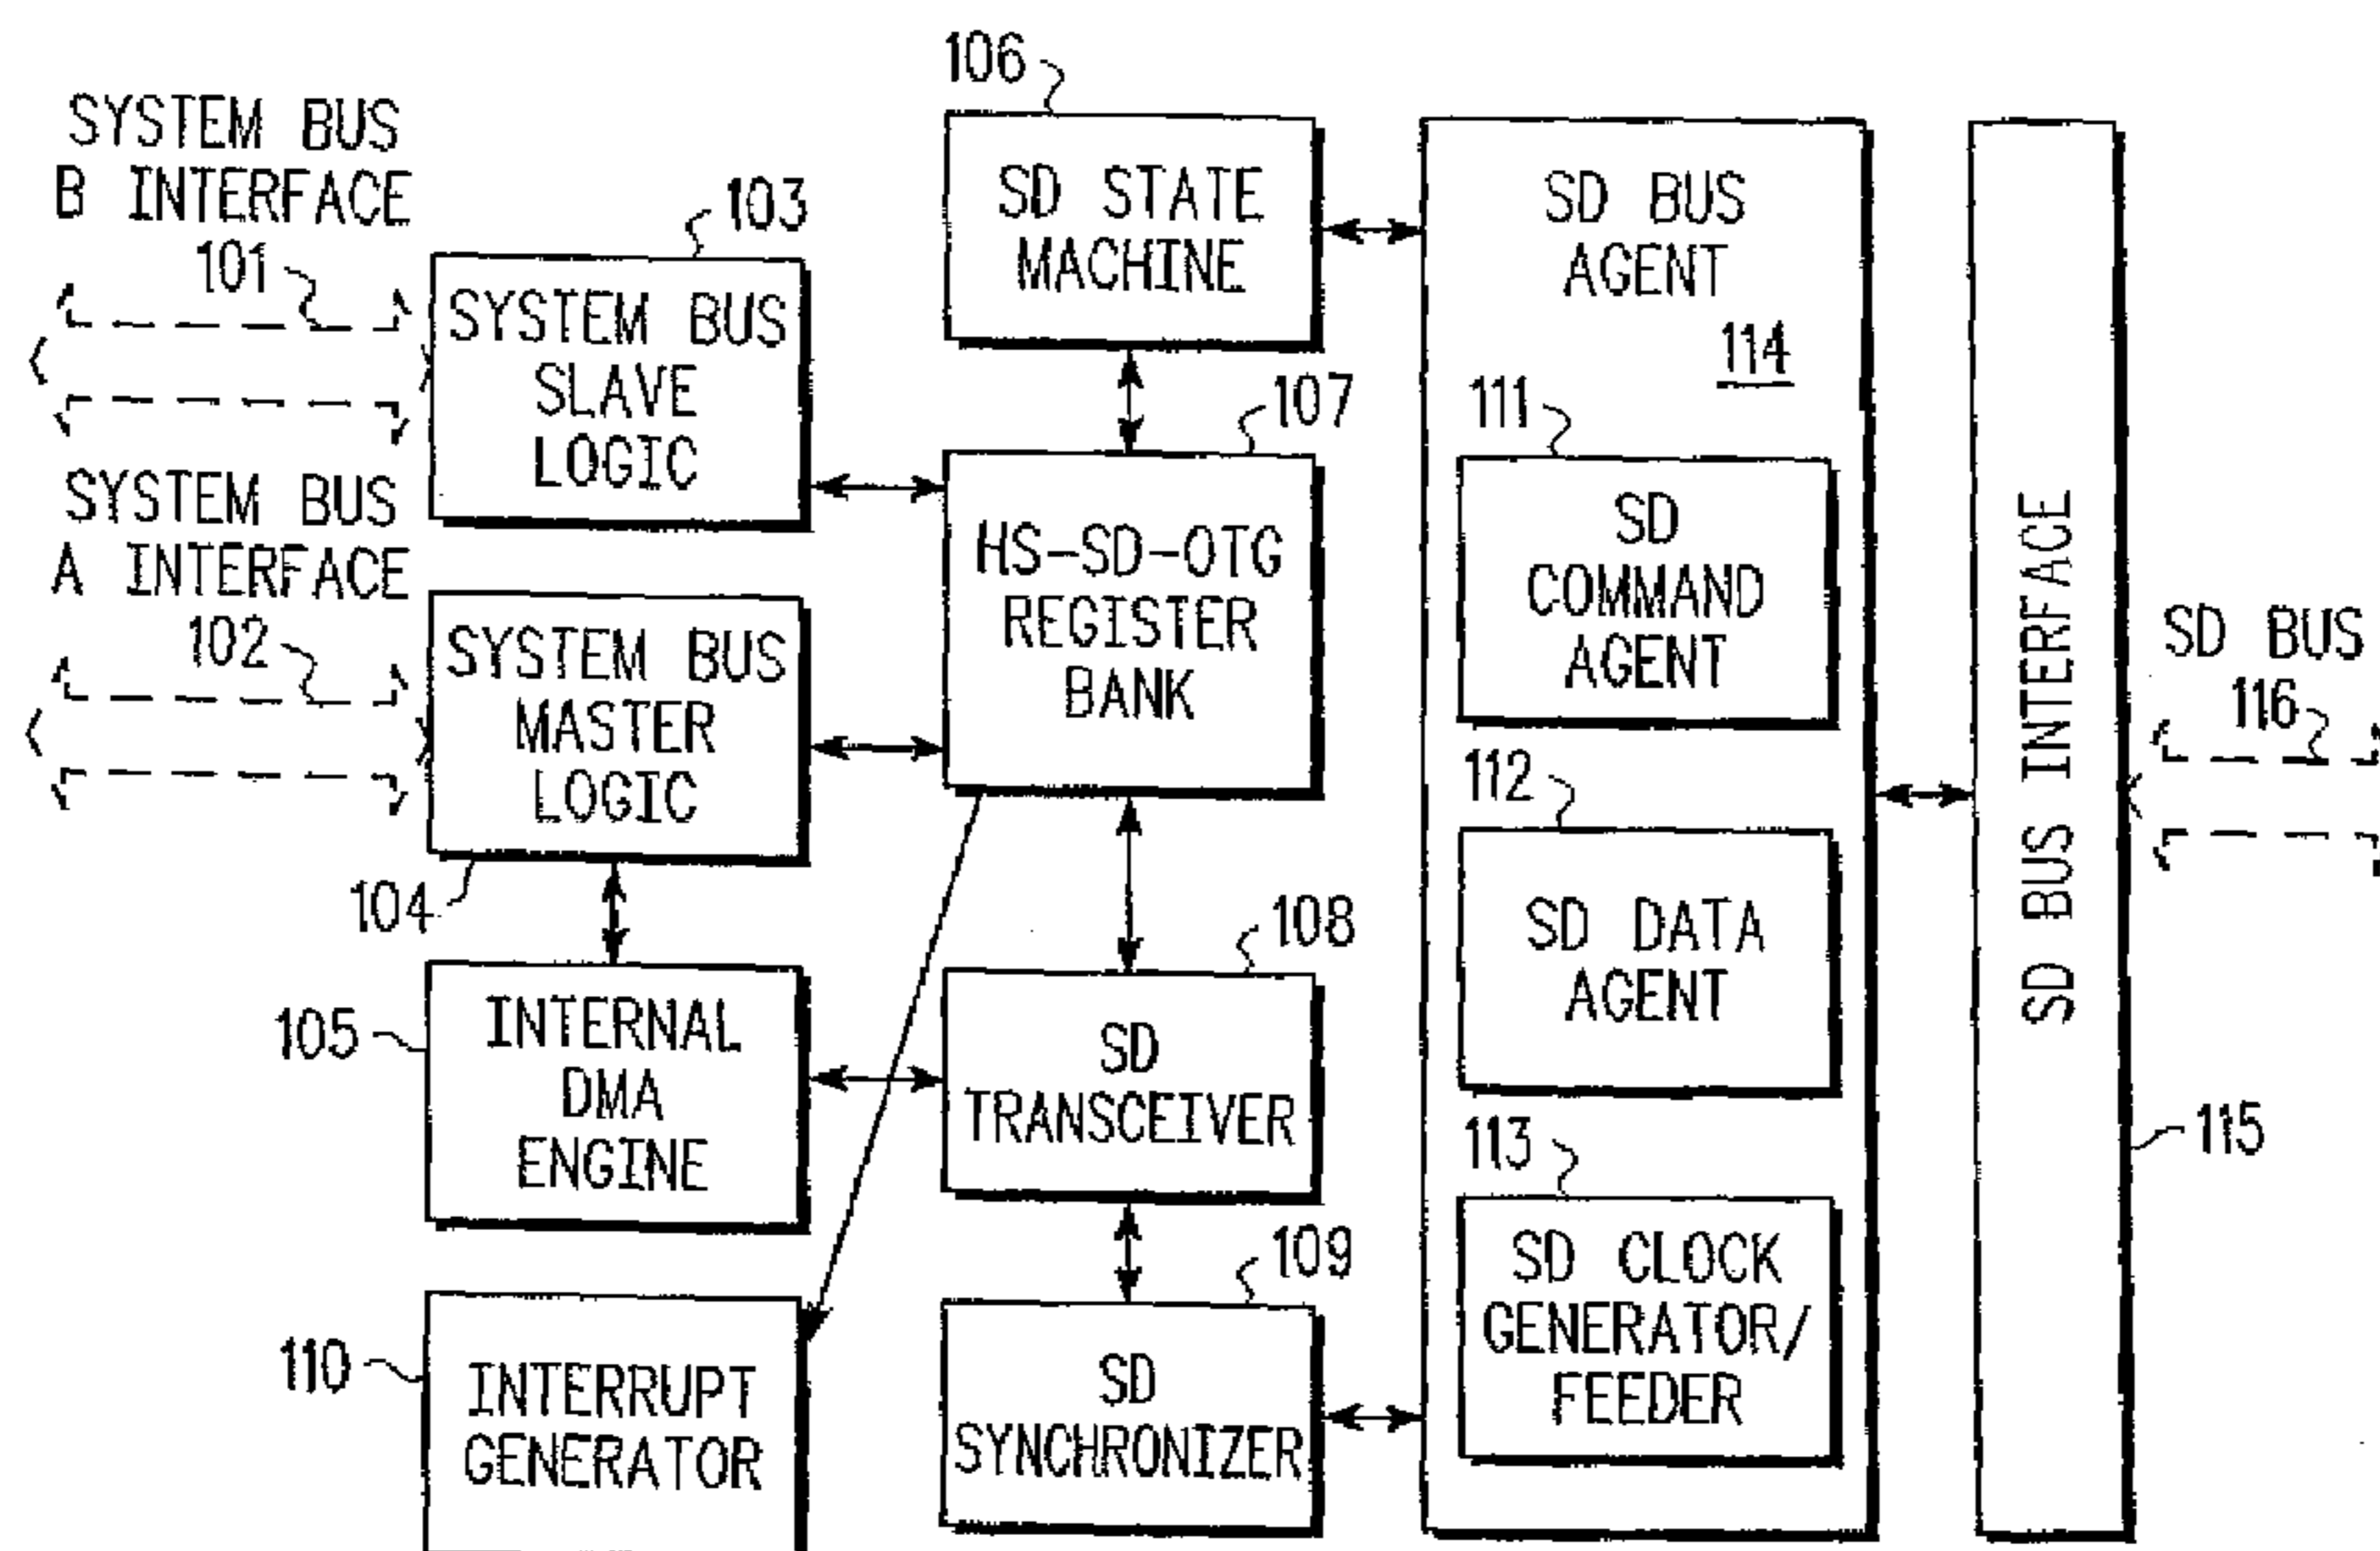 SYSTEM BUS
B INTERFACE
101
SYSTEM BUS
A INTERFACE
102
103
SYSTEM BUS
SLAVE
LOGIC
SYSTEM BUS
MASTER
LOGIC
104
105
INTERNAL
DMA
ENGINE
110
INTERRUPT
GENERATOR
106
SD STATE
MACHINE
107
HS-SD-OTG
REGISTER
BANK
108
SD
TRANSCEIVER
109
SD
SYNCHRONIZER
SD BUS
AGENT
114
111
SD
COMMAND
AGENT
112
SD DATA
AGENT
113
SD CLOCK
GENERATOR/
FEEDER
SD BUS INTERFACE
115
SD BUS
116